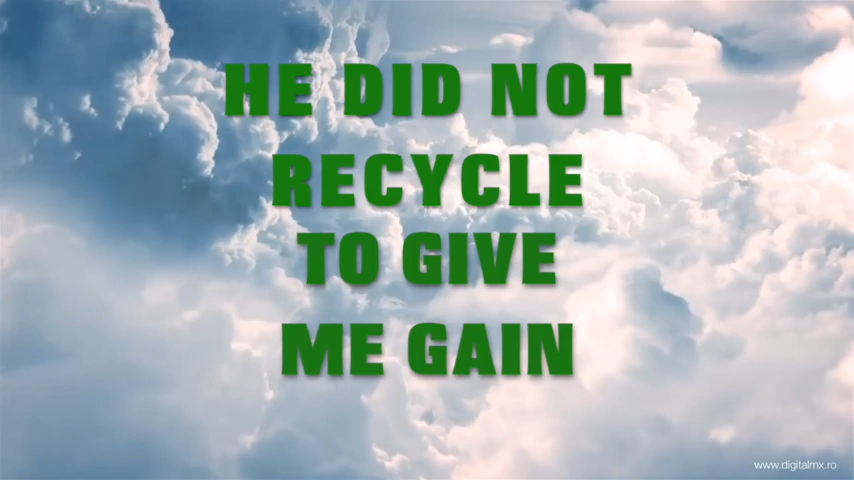 HE DID NOT
RECYCLE
TO GIVE
ME GAIN
www.digitalmx.ro